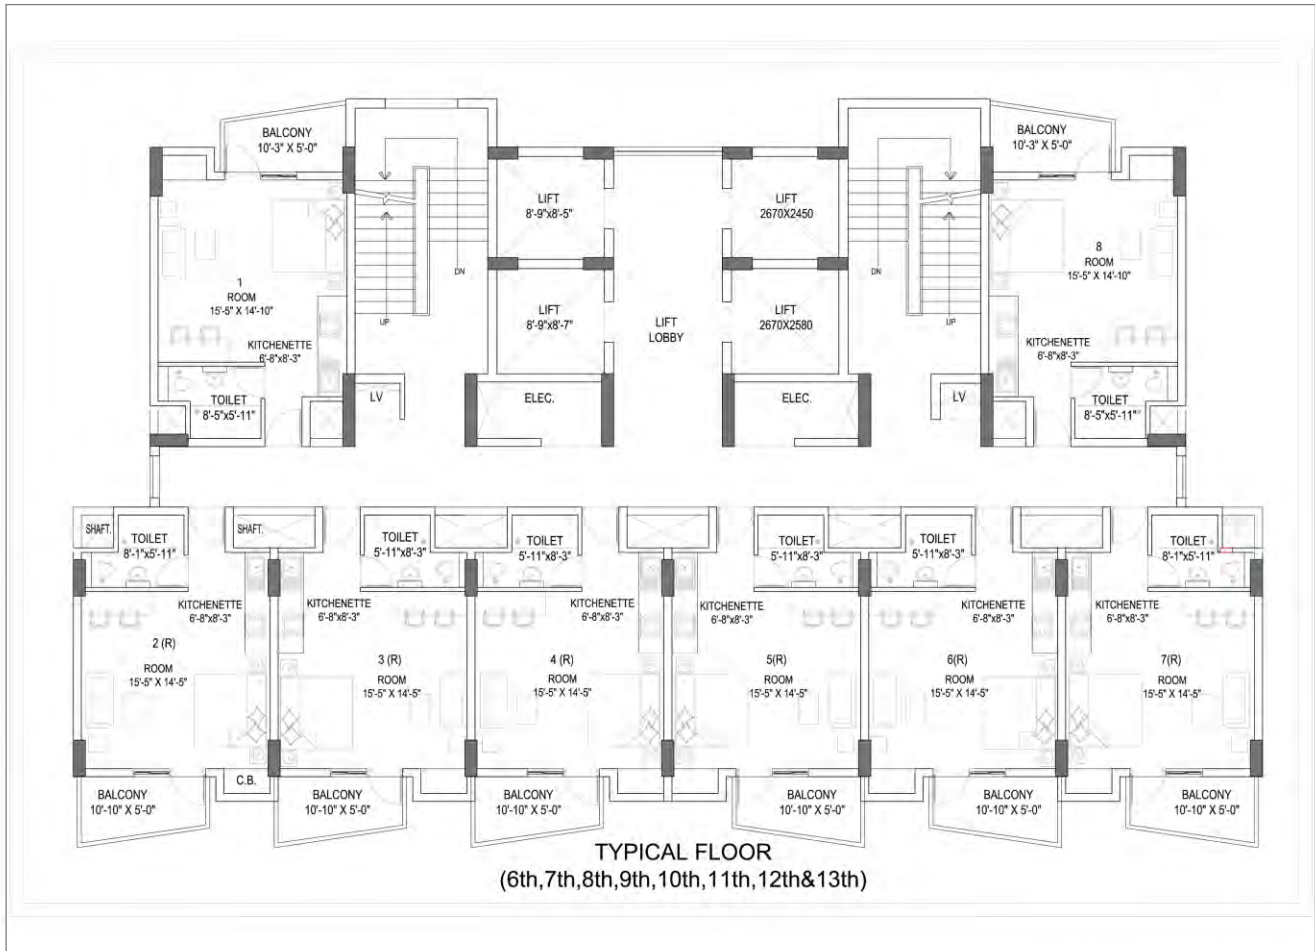 BALCONY
10'-3" X 5'-0"
BALCONY
10'-3" X 5'-0"
LIFT
8'-9"x8'-5"
LIFT
2670X2450
1
ROOM
15'-5" X 14'-10"
8
ROOM
15'-5" X 14'-10"
DN
DN
UP
UP
LIFT
8'-9"x8'-7"
LIFT
LOBBY
LIFT
2670X2580
KITCHENETTE
6'-8"x8'-3"
KITCHENETTE
6'-8"x8'-3"
TOILET
8'-5"x5'-11"
LV
ELEC.
ELEC.
LV
TOILET
8'-5"x5'-11"
SHAFT.
TOILET
8'-1"x5'-11"
SHAFT.
TOILET
5'-11"x8'-3"
TOILET
5'-11"x8'-3"
TOILET
5'-11"x8'-3"
TOILET
5'-11"x8'-3"
TOILET
8'-1"x5'-11"
KITCHENETTE
6'-8"x8'-3"
KITCHENETTE
6'-8"x8'-3"
KITCHENETTE
6'-8"x8'-3"
KITCHENETTE
6'-8"x8'-3"
KITCHENETTE
6'-8"x8'-3"
KITCHENETTE
6'-8"x8'-3"
2 (R)
ROOM
15'-5" X 14'-5"
3 (R)
ROOM
15'-5" X 14'-5"
4 (R)
ROOM
15'-5" X 14'-5"
5(R)
ROOM
15'-5" X 14'-5"
6(R)
ROOM
15'-5" X 14'-5"
7(R)
ROOM
15'-5" X 14'-5"
C.B.
BALCONY
10'-10" X 5'-0"
BALCONY
10'-10" X 5'-0"
BALCONY
10'-10" X 5'-0"
BALCONY
10'-10" X 5'-0"
BALCONY
10'-10" X 5'-0"
BALCONY
10'-10" X 5'-0"
TYPICAL FLOOR
(6th,7th,8th,9th,10th,11th,12th&13th)